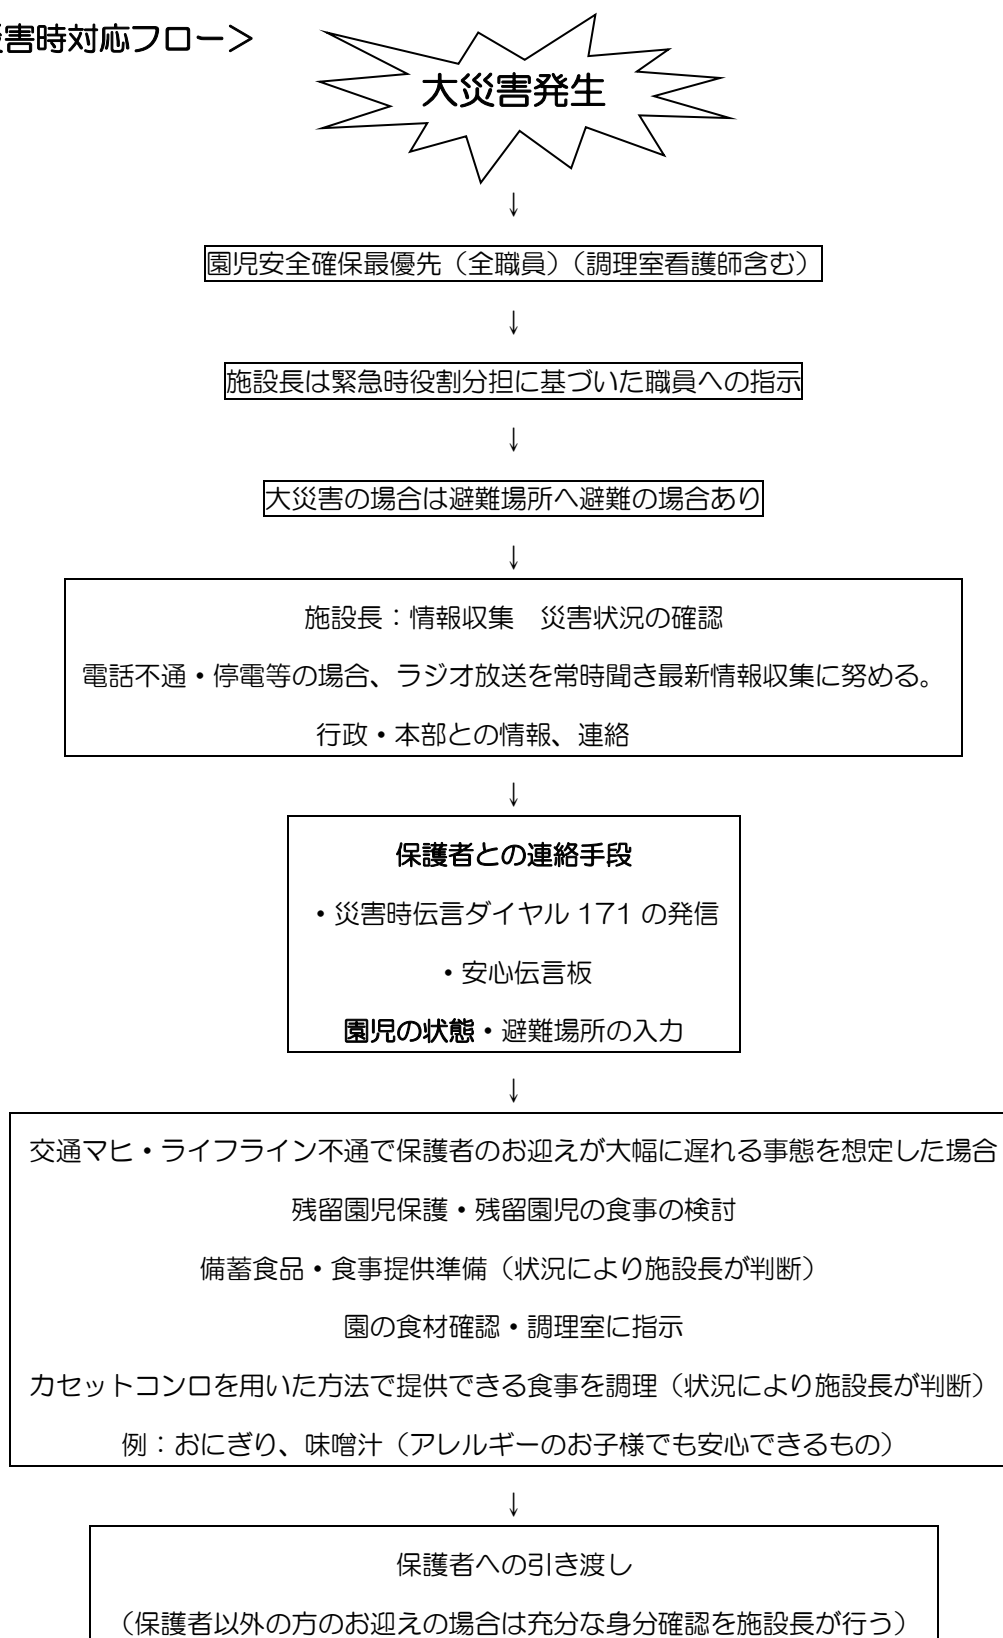 害時対応フロー＞
大災害発生
↓
園児安全確保最優先（全職員）（調理室看護師含む）
↓
施設長は緊急時役割分担に基づいた職員への指示
↓
大災害の場合は避難場所へ避難の場合あり
↓
施設長：情報収集　災害状況の確認
電話不通・停電等の場合、ラジオ放送を常時聞き最新情報収集に努める。
行政・本部との情報、連絡
↓
保護者との連絡手段
・災害時伝言ダイヤル 171 の発信
・安心伝言板
園児の状態・避難場所の入力
↓
交通マヒ・ライフライン不通で保護者のお迎えが大幅に遅れる事態を想定した場合
残留園児保護・残留園児の食事の検討
備蓄食品・食事提供準備（状況により施設長が判断）
園の食材確認・調理室に指示
カセットコンロを用いた方法で提供できる食事を調理（状況により施設長が判断）
例：おにぎり、味噌汁（アレルギーのお子様でも安心できるもの）
↓
保護者への引き渡し
（保護者以外の方のお迎えの場合は充分な身分確認を施設長が行う）